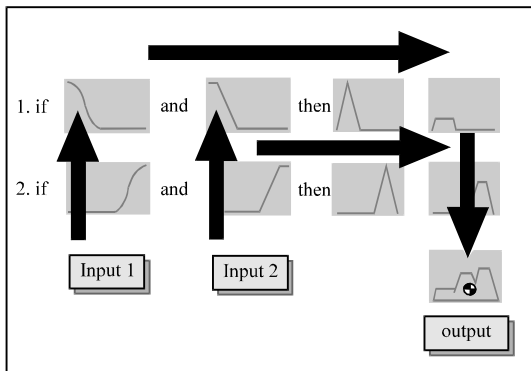 1. if and then
2. if and then
Input 1 Input 2
output